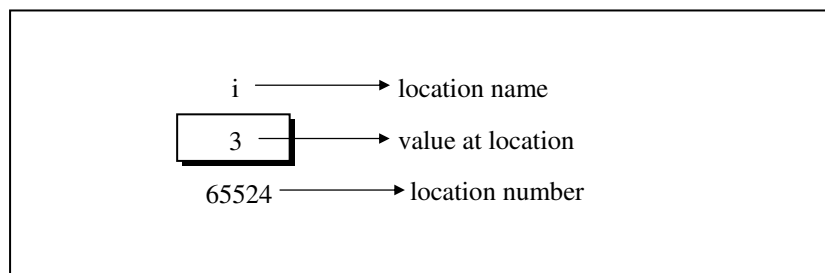 i location name
3 value at location
65524 location number